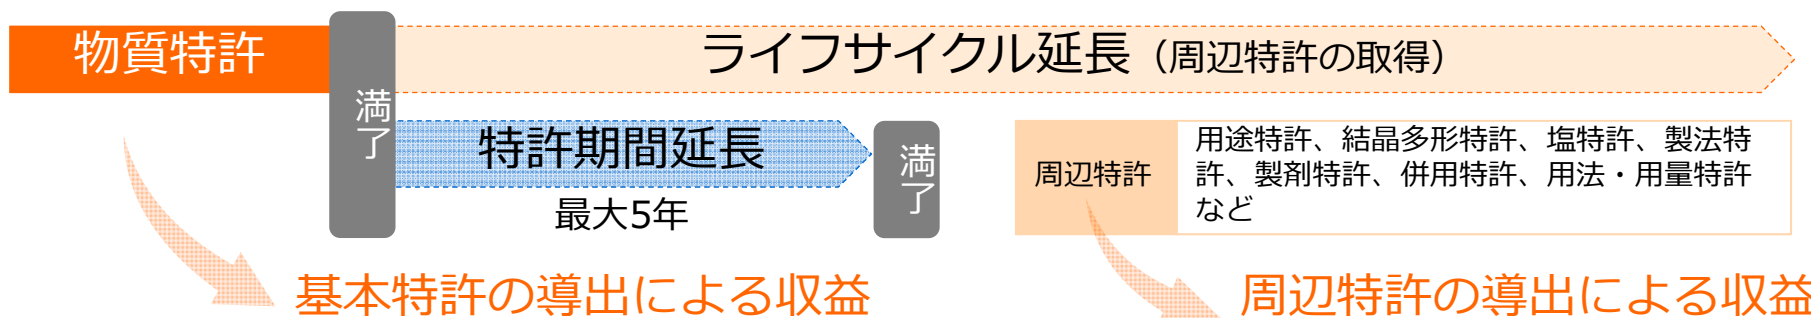 物質特許
満了
ライフサイクル延長（周辺特許の取得）
特許期間延長
最大5年
満了
周辺特許
用途特許、結晶多形特許、塩特許、製法特
許、製剤特許、併用特許、用法・用量特許
など
基本特許の導出による収益
周辺特許の導出による収益